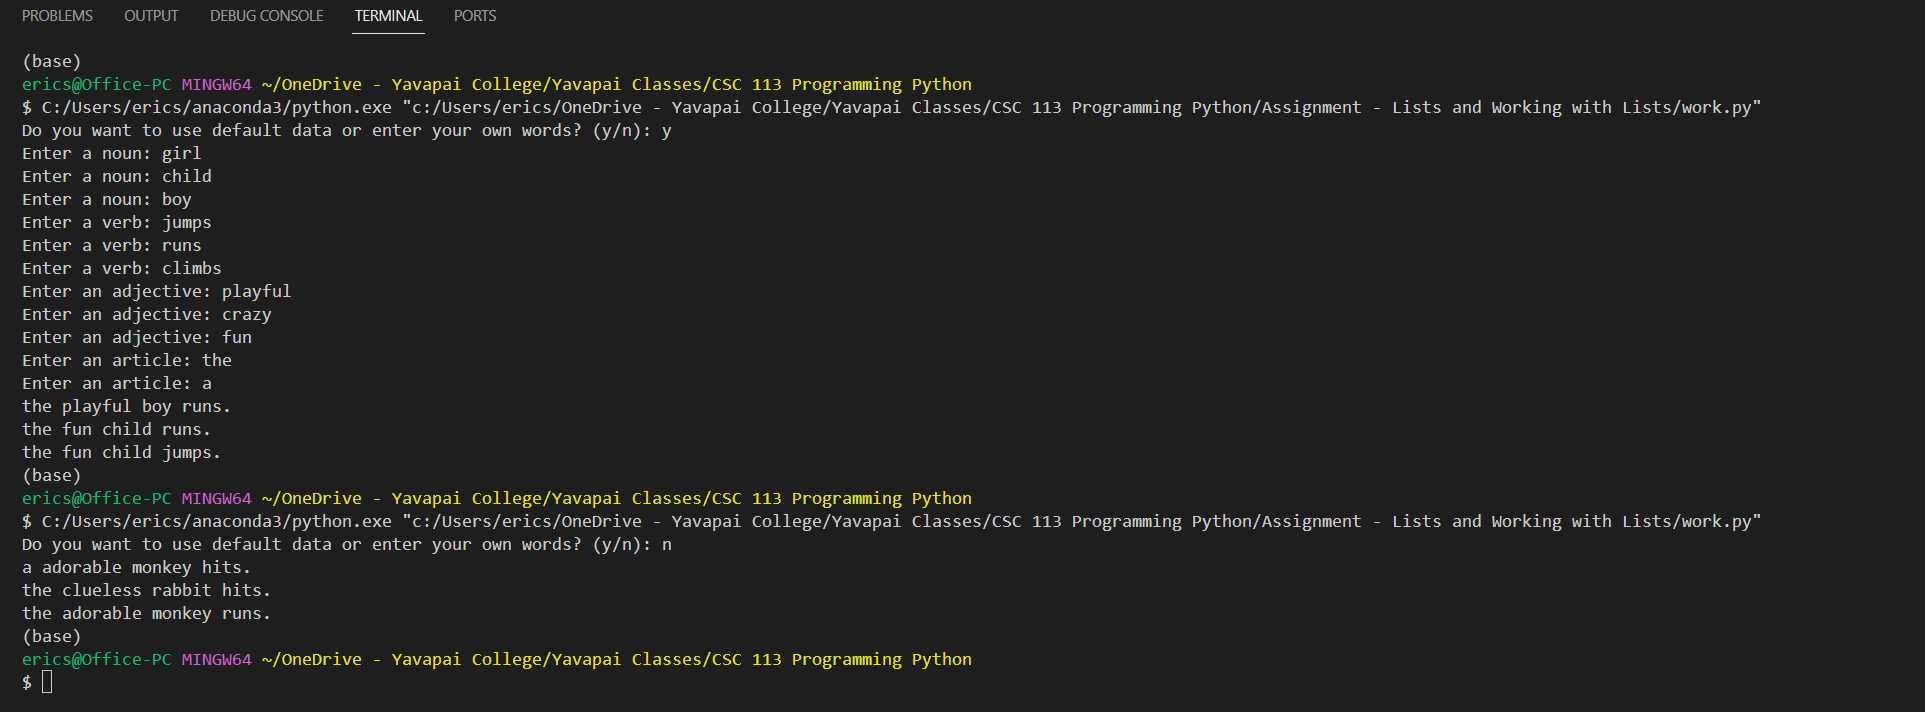 PROBLEMS OUTPUT DEBUG CONSOLE TERMINAL PORTS
(base)
erics@Office-PC MINGW64 ~/OneDrive - Yavapai College/Yavapai Classes/CSC 113 Programming Python
$ C:/Users/erics/anaconda3/python.exe "c:/Users/erics/OneDrive - Yavapai College/Yavapai Classes/CSC 113 Programming Python/Assignment - Lists and Working with Lists/work.py"
Do you want to use default data or enter your own words? (y/n): y
Enter a noun: girl
Enter a noun: child
Enter a noun: boy
Enter a verb: jumps
Enter a verb: runs
Enter a verb: climbs
Enter an adjective: playful
Enter an adjective: crazy
Enter an adjective: fun
Enter an article: the
Enter an article: a
the playful boy runs.
the fun child runs.
the fun child jumps.
(base)
erics@Office-PC MINGW64 ~/OneDrive - Yavapai College/Yavapai Classes/CSC 113 Programming Python
$ C:/Users/erics/anaconda3/python.exe "c:/Users/erics/OneDrive - Yavapai College/Yavapai Classes/CSC 113 Programming Python/Assignment - Lists and Working with Lists/work.py"
Do you want to use default data or enter your own words? (y/n): n
a adorable monkey hits.
the clueless rabbit hits.
the adorable monkey runs.
(base)
erics@Office-PC MINGW64 ~/OneDrive - Yavapai College/Yavapai Classes/CSC 113 Programming Python
$